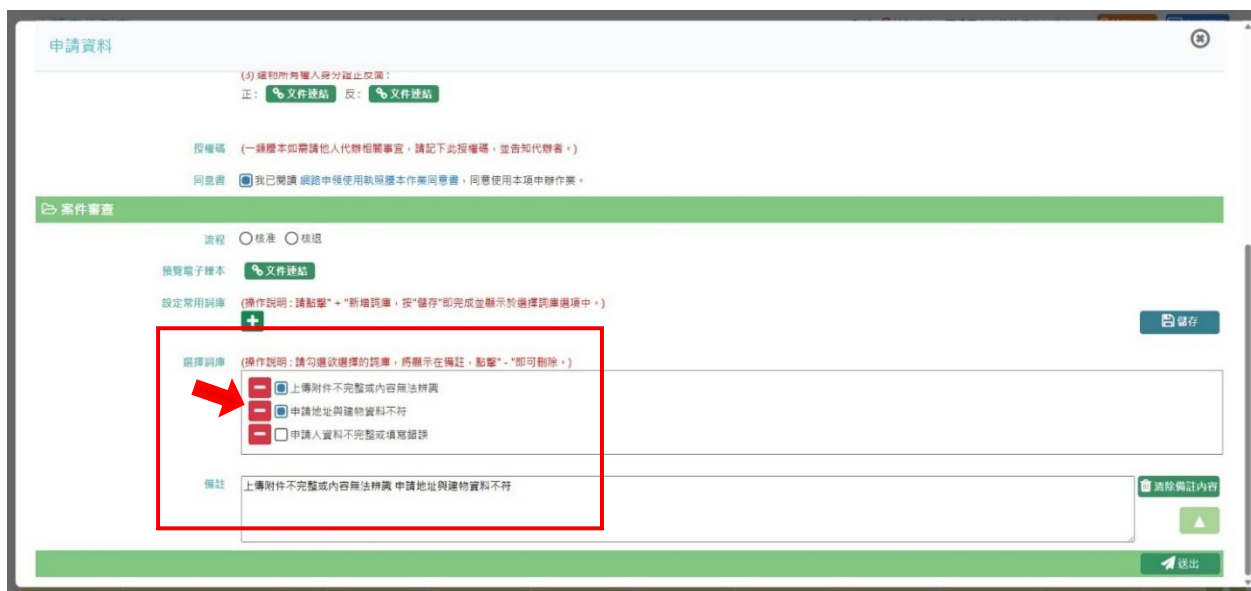 申請資料
(3) 建物所有權人身分證正反面：
正： 文件連結 反： 文件連結
授權碼 (一類謄本如需請他人代辦相關事宜，請記下此授權碼，並告知代辦者。)
同意書 我已閱讀 網路申領使用執照謄本作業同意書，同意使用本項申辦作業。
案件審查
流程 核准 核退
預覽電子謄本 文件連結
設定常用詞庫 (操作說明：請點擊" + "新增詞庫，按"儲存"即完成並顯示於選擇詞庫選項中。)
+ 儲存
選擇詞庫 (操作說明：請勾選欲選擇的詞庫，將顯示在備註，點擊" - "即可刪除。)
上傳附件不完整或內容無法辨識
申請地址與建物資料不符
申請人資料不完整或填寫錯誤
備註 上傳附件不完整或內容無法辨識 申請地址與建物資料不符 清除備註內容
送出